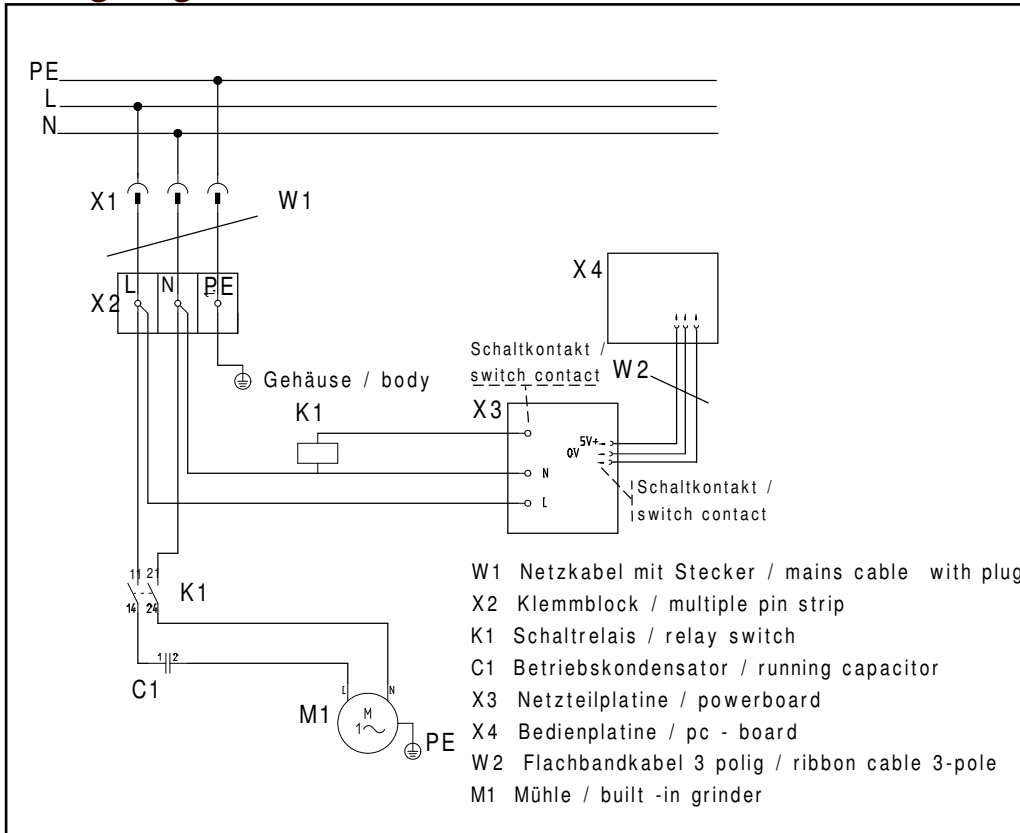 PE
L
N
X1
W1
L N PE
X2
X4
Gehäuse / body
Schaltkontakt /
switch contact
W2
K1
X3
5V+
0V
N
L
Schaltkontakt /
switch contact
11 21
K1
14 24
1 2
C1
L N
M1
M
1~
PE
W1 Netzkabel mit Stecker / mains cable with plug
X2 Klemmblock / multiple pin strip
K1 Schaltrelais / relay switch
C1 Betriebskondensator / running capacitor
X3 Netzteilplatine / powerboard
X4 Bedienplatine / pc - board
W2 Flachbandkabel 3 polig / ribbon cable 3-pole
M1 Mühle / built -in grinder